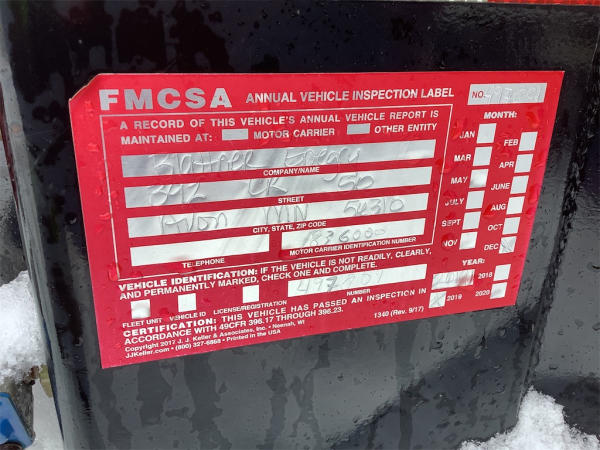 FMCSA ANNUAL VEHICLE INSPECTION LABEL NO.
A RECORD OF THIS VEHICLE'S ANNUAL VEHICLE REPORT IS
MAINTAINED AT: MOTOR CARRIER OTHER ENTITY
Blattner Energy
COMPANY/NAME
392 CR 50
STREET
Avon MN 56310
CITY, STATE, ZIP CODE
TELEPHONE
MOTOR CARRIER IDENTIFICATION NUMBER
MONTH:
JAN FEB
MAR APR
MAY JUNE
JULY AUG
SEPT OCT
NOV DEC
VEHICLE IDENTIFICATION: IF THE VEHICLE IS NOT READILY, CLEARLY,
AND PERMANENTLY MARKED, CHECK ONE AND COMPLETE.
FLEET UNIT VEHICLE ID LICENSE/REGISTRATION NUMBER
YEAR:
2018
2019 2020
CERTIFICATION: THIS VEHICLE HAS PASSED AN INSPECTION IN
ACCORDANCE WITH 49CFR 396.17 THROUGH 396.23.
Copyright 2017 J. J. Keller & Associates, Inc. • Neenah, WI
JJKeller.com • (800) 327-6868 • Printed in the USA
1340 (Rev. 9/17)